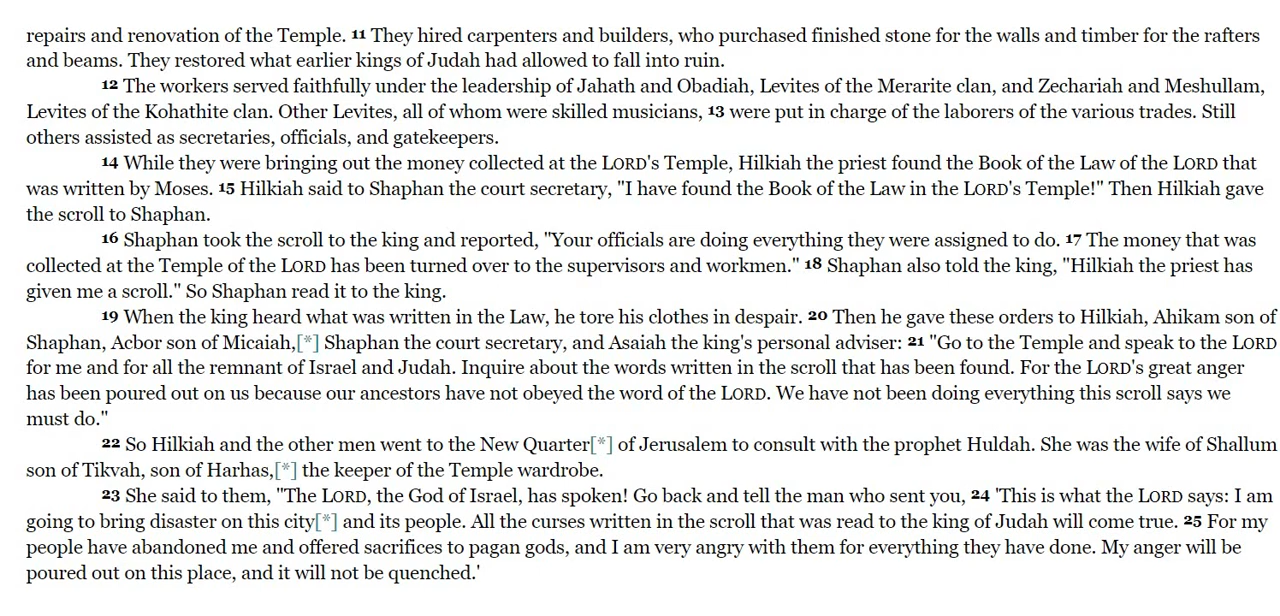 repairs and renovation of the Temple. 11 They hired carpenters and builders, who purchased finished stone for the walls and timber for the rafters
and beams. They restored what earlier kings of Judah had allowed to fall into ruin.
12 The workers served faithfully under the leadership of Jahath and Obadiah, Levites of the Merarite clan, and Zechariah and Meshullam,
Levites of the Kohathite clan. Other Levites, all of whom were skilled musicians, 13 were put in charge of the laborers of the various trades. Still
others assisted as secretaries, officials, and gatekeepers.
14 While they were bringing out the money collected at the LORD's Temple, Hilkiah the priest found the Book of the Law of the LORD that
was written by Moses. 15 Hilkiah said to Shaphan the court secretary, "I have found the Book of the Law in the LORD's Temple!" Then Hilkiah gave
the scroll to Shaphan.
16 Shaphan took the scroll to the king and reported, "Your officials are doing everything they were assigned to do. 17 The money that was
collected at the Temple of the LORD has been turned over to the supervisors and workmen." 18 Shaphan also told the king, "Hilkiah the priest has
given me a scroll." So Shaphan read it to the king.
19 When the king heard what was written in the Law, he tore his clothes in despair. 20 Then he gave these orders to Hilkiah, Ahikam son of
Shaphan, Acbor son of Micaiah,[*] Shaphan the court secretary, and Asaiah the king's personal adviser: 21 "Go to the Temple and speak to the LORD
for me and for all the remnant of Israel and Judah. Inquire about the words written in the scroll that has been found. For the LORD's great anger
has been poured out on us because our ancestors have not obeyed the word of the LORD. We have not been doing everything this scroll says we
must do."
22 So Hilkiah and the other men went to the New Quarter[*] of Jerusalem to consult with the prophet Huldah. She was the wife of Shallum
son of Tikvah, son of Harhas,[*] the keeper of the Temple wardrobe.
23 She said to them, "The LORD, the God of Israel, has spoken! Go back and tell the man who sent you, 24 'This is what the LORD says: I am
going to bring disaster on this city[*] and its people. All the curses written in the scroll that was read to the king of Judah will come true. 25 For my
people have abandoned me and offered sacrifices to pagan gods, and I am very angry with them for everything they have done. My anger will be
poured out on this place, and it will not be quenched.'